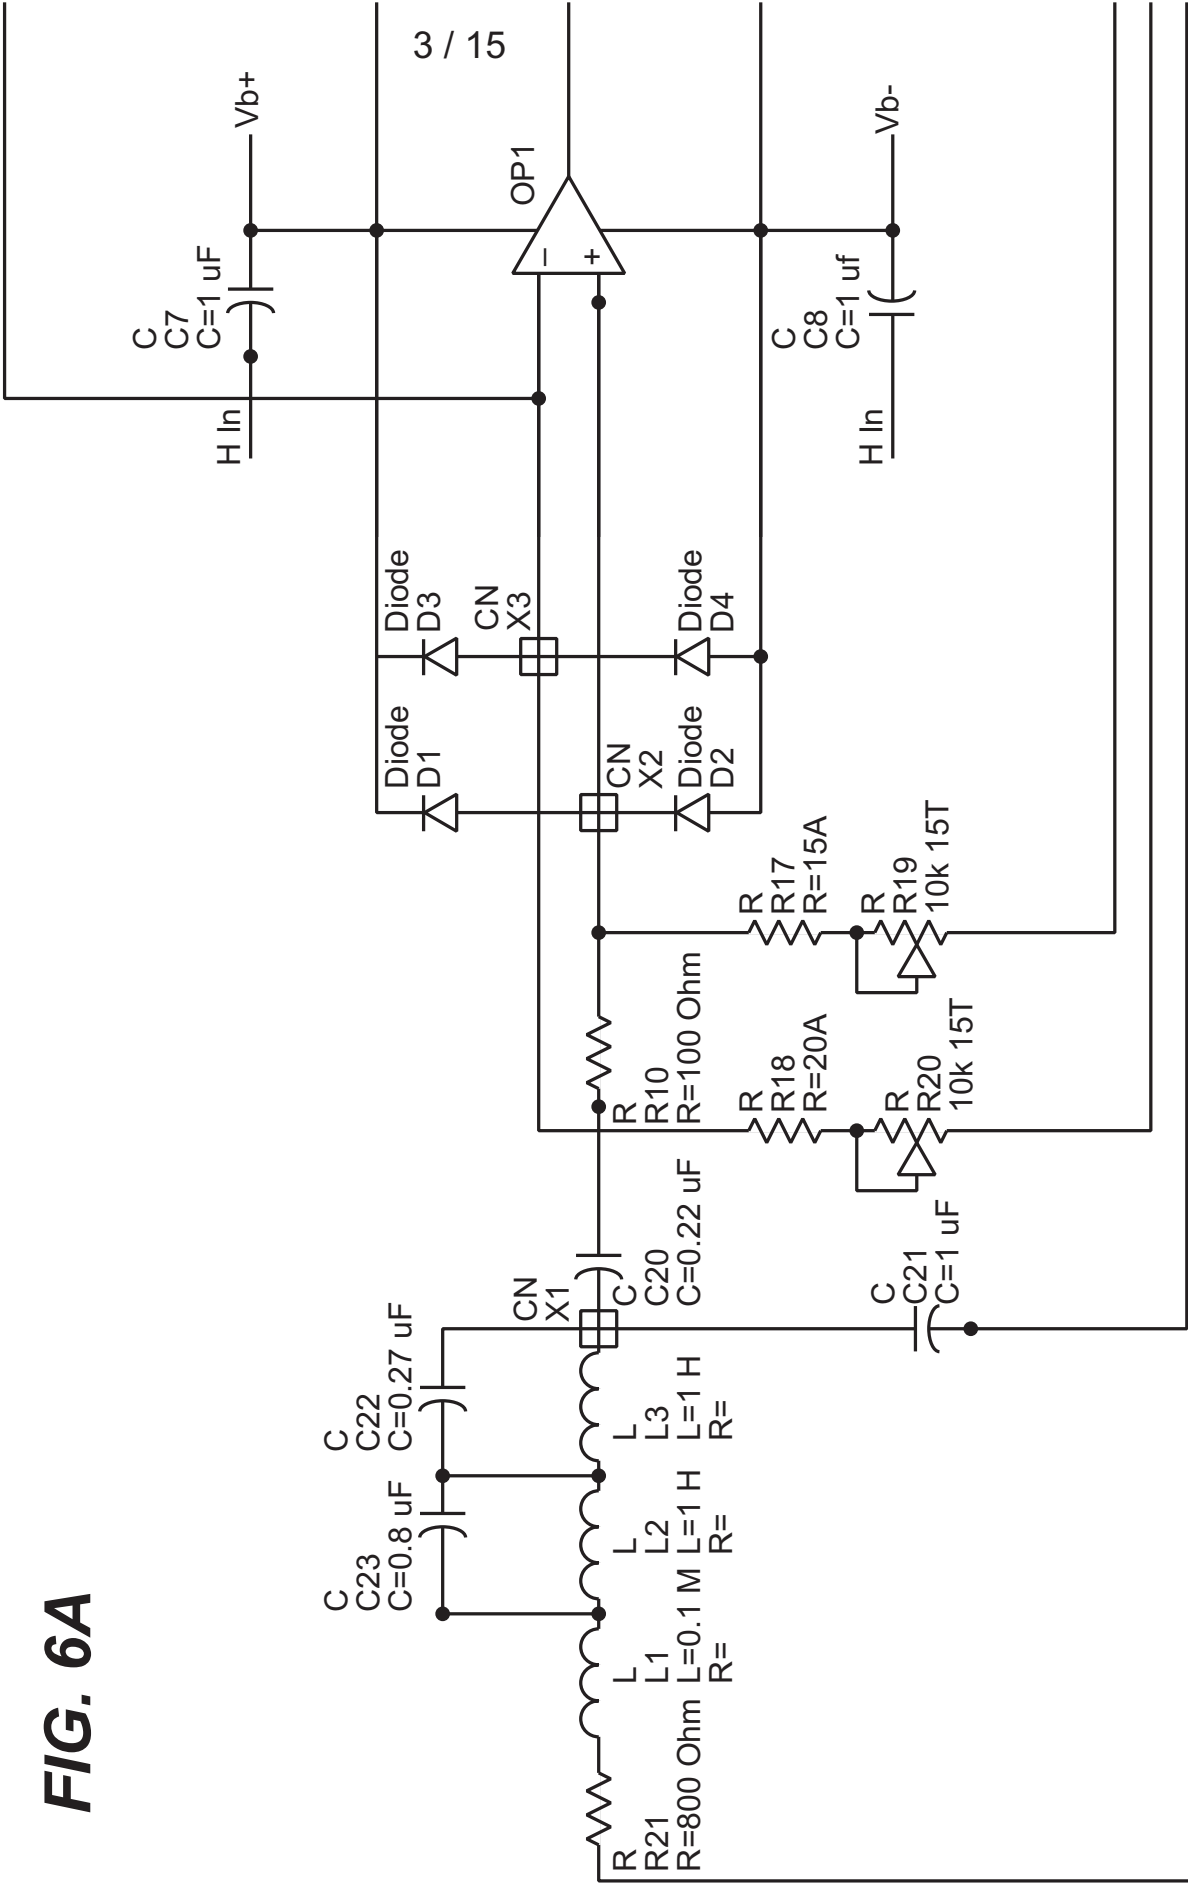 3 / 15
FIG. 6A
C
C7
C=1 uF
Vb+
H In
OP1
–
+
C
C8
C=1 uf
Vb-
H In
Diode
D3
CN
X3
Diode
D4
Diode
D1
CN
X2
Diode
D2
R
R17
R=15A
R
R19
10k 15T
R
R10
R=100 Ohm
R
R18
R=20A
R
R20
10k 15T
CN
X1
C
C20
C=0.22 uF
C
C21
C=1 uF
C
C22
C=0.27 uF
C
C23
C=0.8 uF
L
L3
L=1 H
R=
L
L2
L=1 H
R=
L
L1
L=0.1 M
R=
R
R21
R=800 Ohm